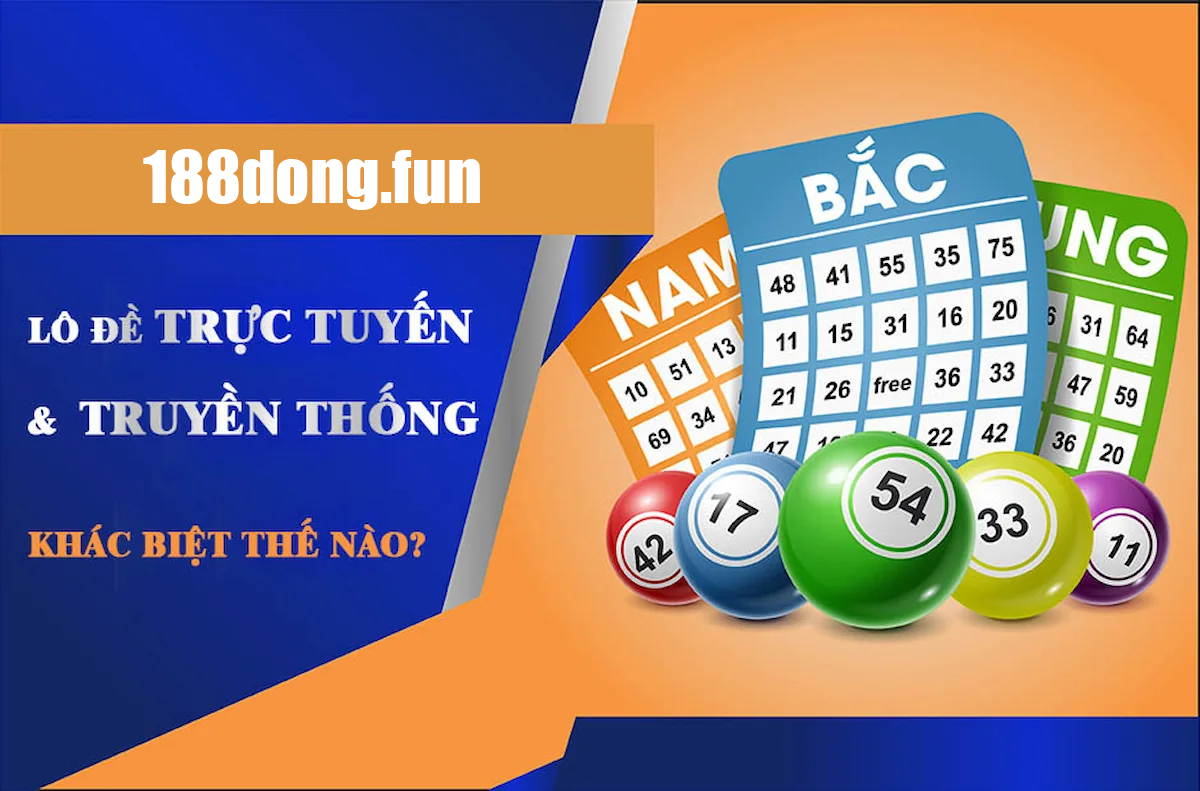 188dong.fun
LÔ ĐỀ TRỰC TUYẾN
& TRUYỀN THỐNG
KHÁC BIỆT THẾ NÀO?
NAM
10 51 13
69 34
BẮC
48 41 55 35 75
11 15 31 16 20
21 26 free 36 33
47 22 42
UNG
31 64
47 59
36 20
42 17 54 33 11